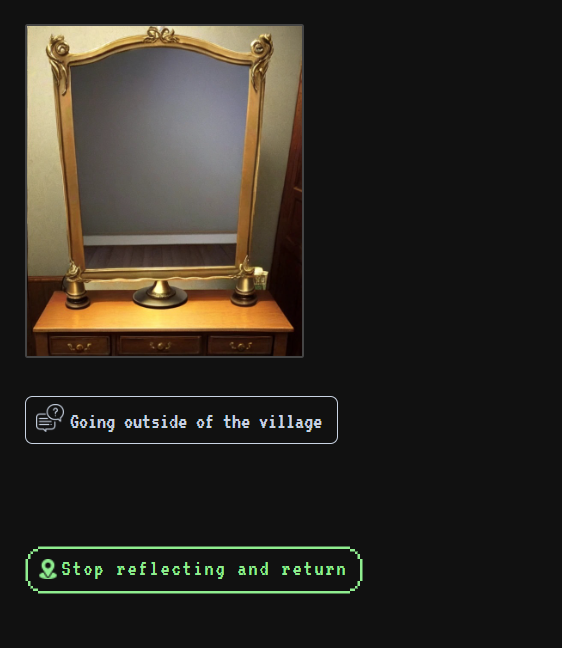 Going outside of the village
Stop reflecting and return